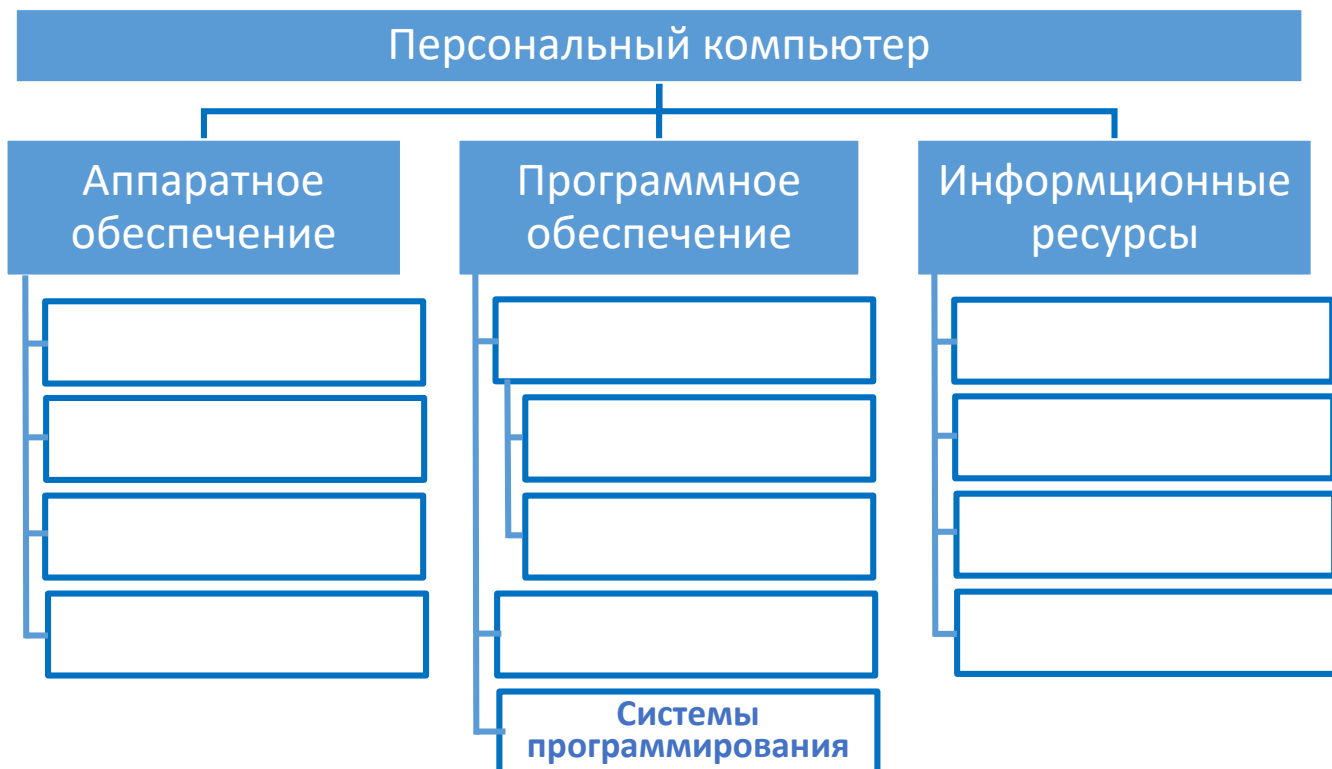 Персональный компьютер
Аппаратное
обеспечение
Программное
обеспечение
Информционные
ресурсы
Системы
программирования